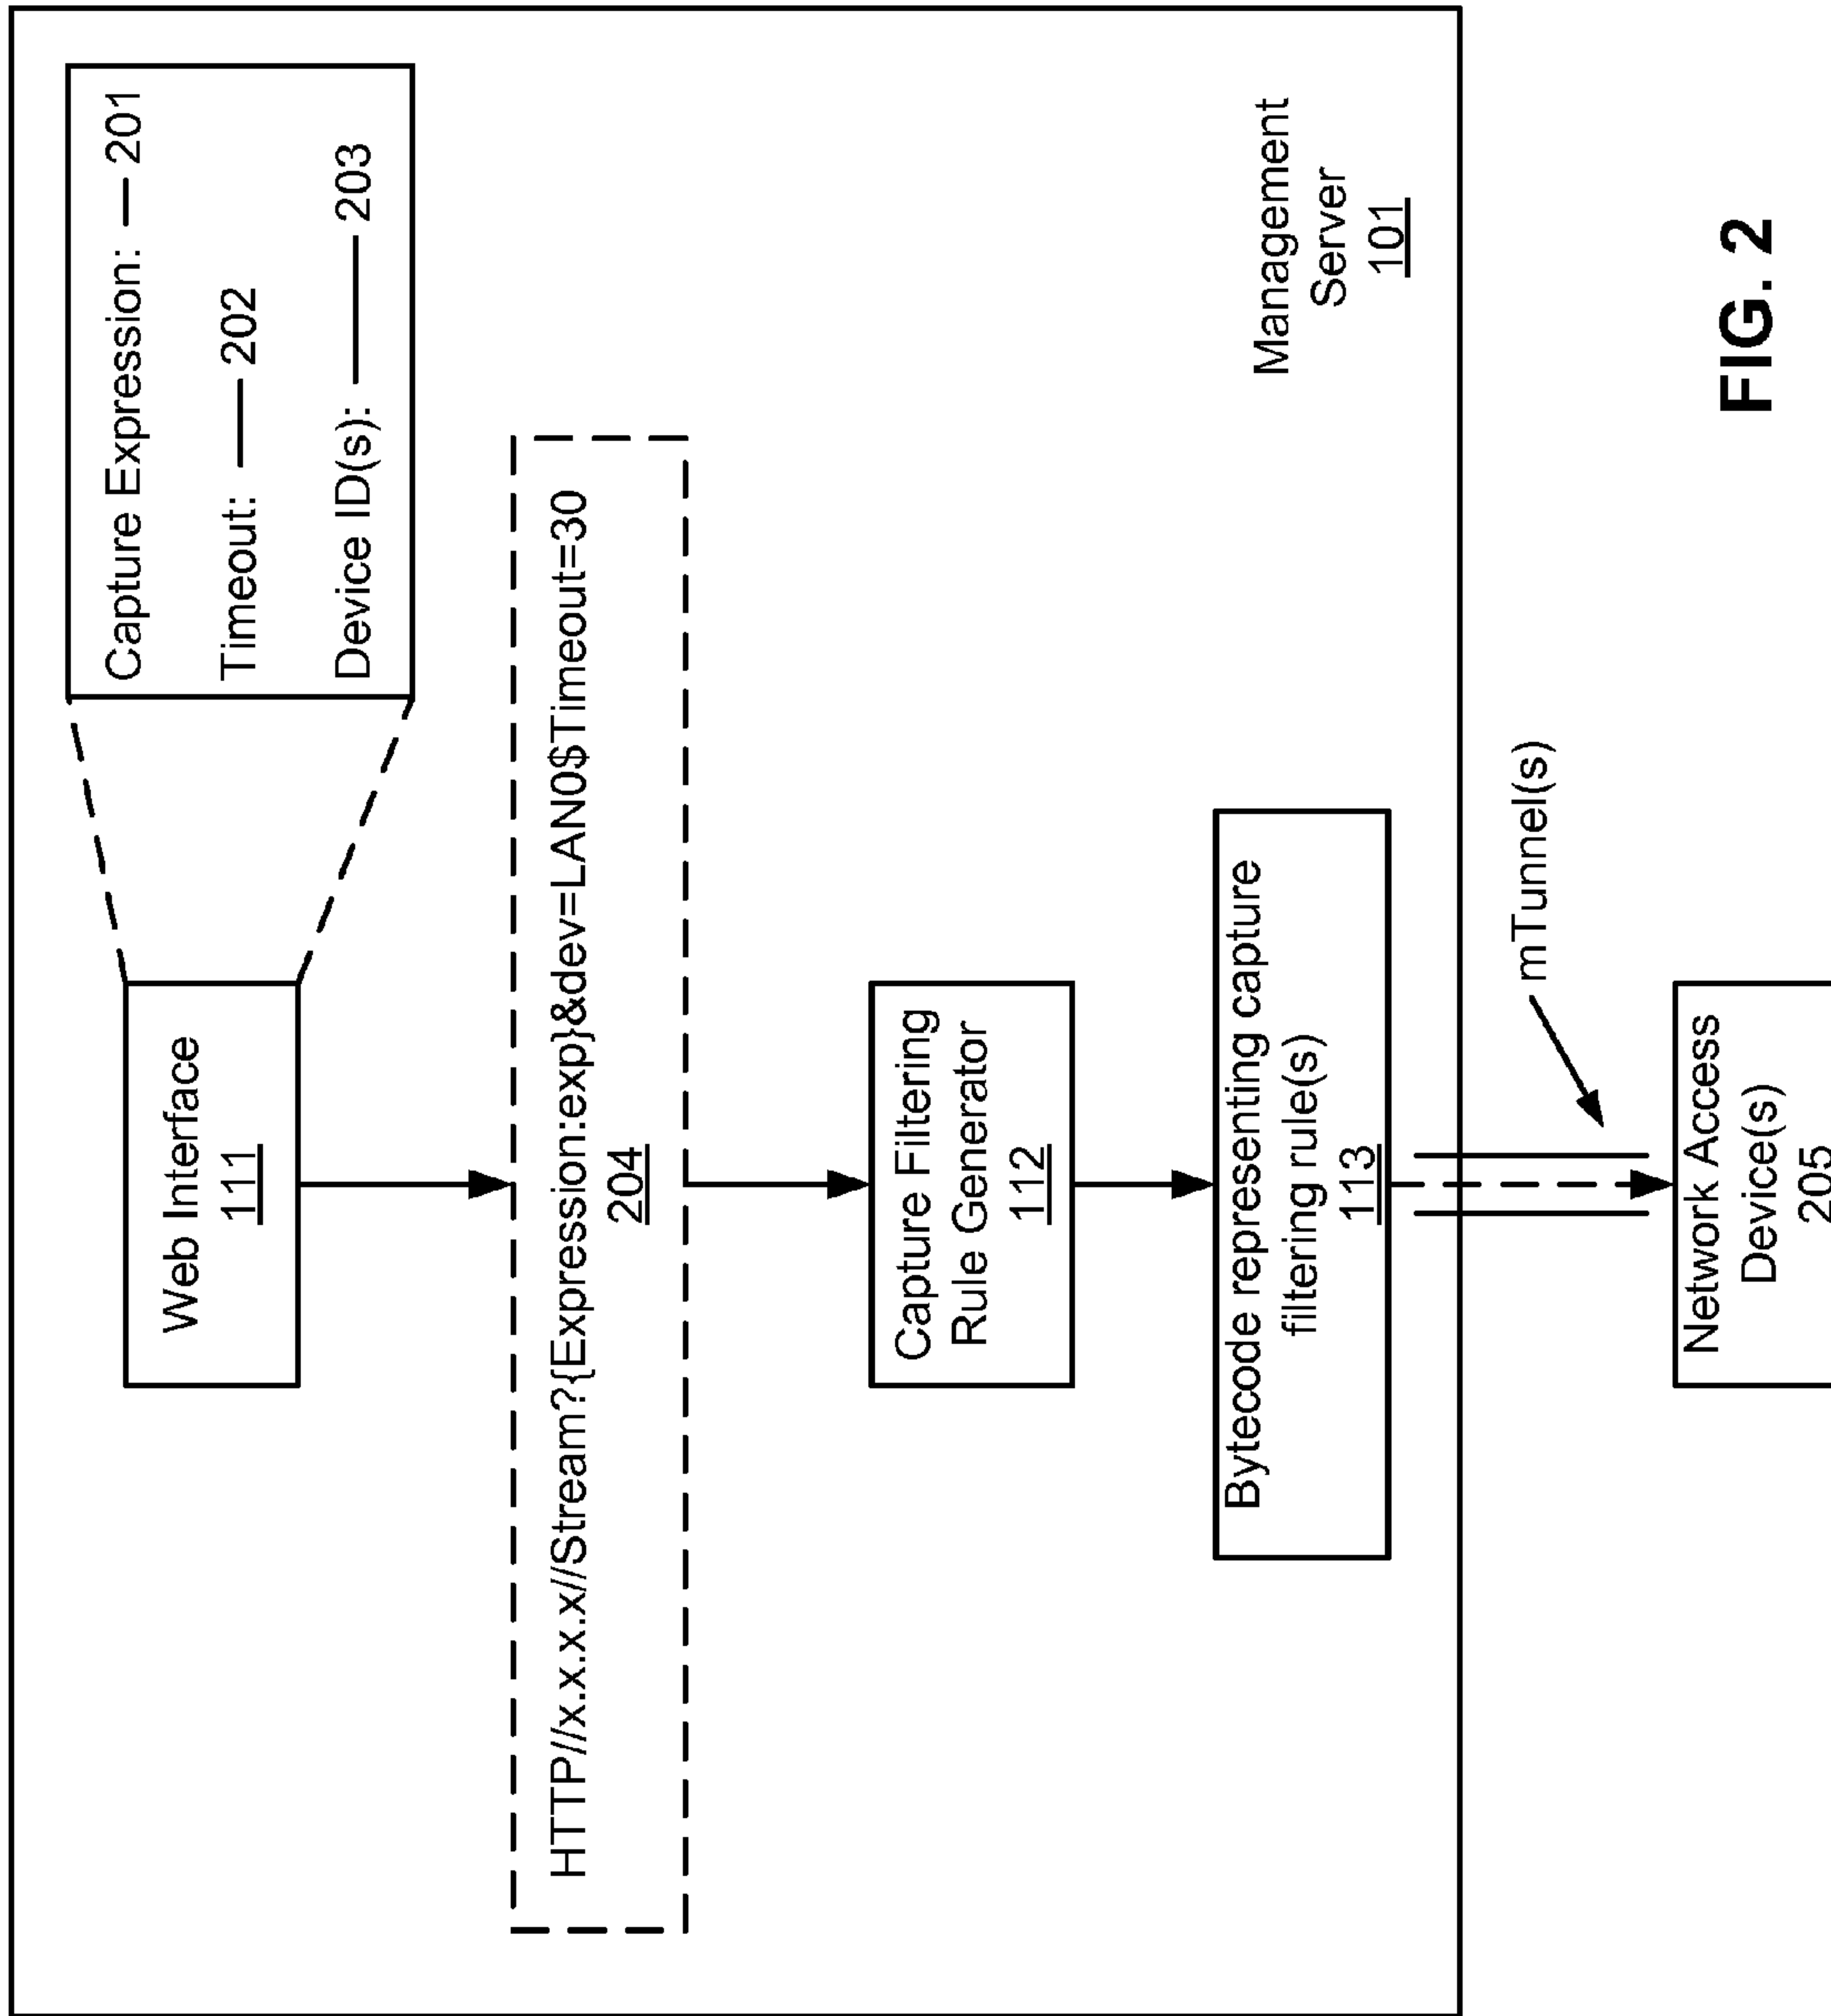 Capture Expression: — 201
Timeout: — 202
Device ID(s): — 203
Web Interface
111
HTTP//x.x.x.x//Stream?{Expression:exp}&dev=LAN0$Timeout=30
204
Capture Filtering
Rule Generator
112
Bytecode representing capture
filtering rule(s)
113
Management
Server
101
mTunnel(s)
Network Access
Device(s)
205
FIG. 2